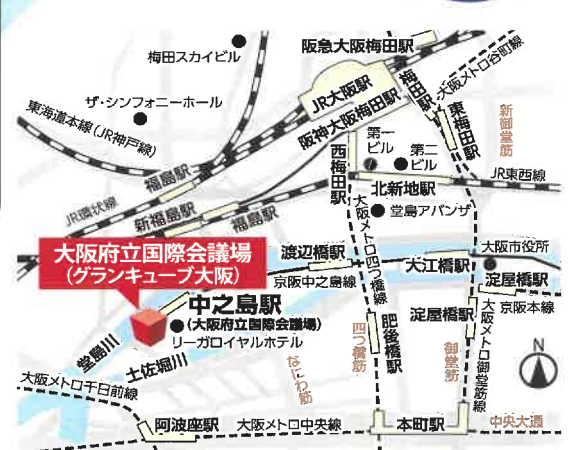 阪急大阪梅田駅
梅田スカイビル
大阪メトロ谷町線
JR大阪駅
梅田駅
ザ・シンフォニーホール
東海道本線(JR神戸線)
阪神大阪梅田駅
東梅田駅
新御堂筋
第一
ビル
第二
ビル
西梅田駅
福島駅
北新地駅
JR東西線
JR環状線
新福島駅
福島駅
堂島アバンザ
大阪メトロ四つ橋線
大阪府立国際会議場
(グランキューブ大阪)
渡辺橋駅
大江橋駅
大阪市役所
京阪中之島線
淀屋橋駅
京阪本線
中之島駅
(大阪府立国際会議場)
リーガロイヤルホテル
淀屋橋駅
肥後橋駅
四つ橋筋
御堂筋
大阪メトロ御堂筋線
なにわ筋
堂島川
土佐堀川
N
大阪メトロ千日前線
阿波座駅
大阪メトロ中央線
本町駅
中央大通